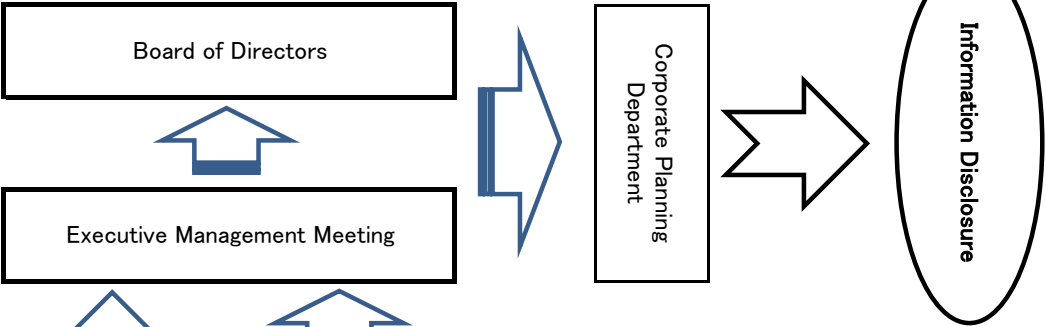 Board of Directors
Executive Management Meeting
Corporate Planning
Department
Information Disclosure